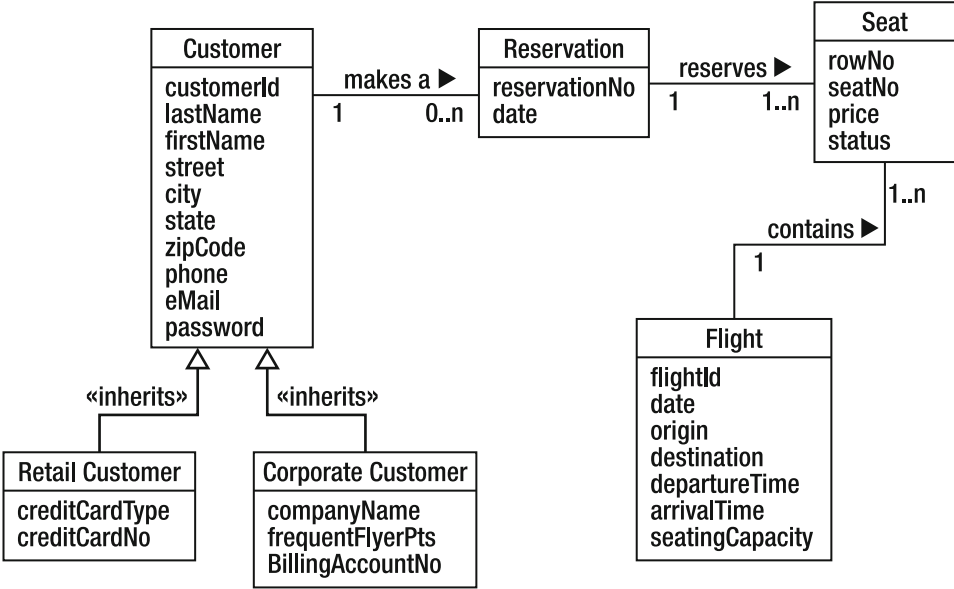 Customer
customerId
lastName
firstName
street
city
state
zipCode
phone
eMail
password
makes a ▶
1
0..n
Reservation
reservationNo
date
reserves ▶
1
1..n
Seat
rowNo
seatNo
price
status
1..n
contains ▶
1
Flight
flightId
date
origin
destination
departureTime
arrivalTime
seatingCapacity
«inherits»
«inherits»
Retail Customer
creditCardType
creditCardNo
Corporate Customer
companyName
frequentFlyerPts
BillingAccountNo